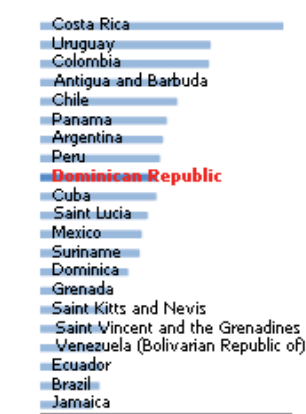 Costa Rica
Uruguay
Colombia
Antigua and Barbuda
Chile
Panama
Argentina
Peru
Dominican Republic
Cuba
Saint Lucia
Mexico
Suriname
Dominica
Grenada
Saint Kitts and Nevis
Saint Vincent and the Grenadines
Venezuela (Bolivarian Republic of)
Ecuador
Brazil
Jamaica